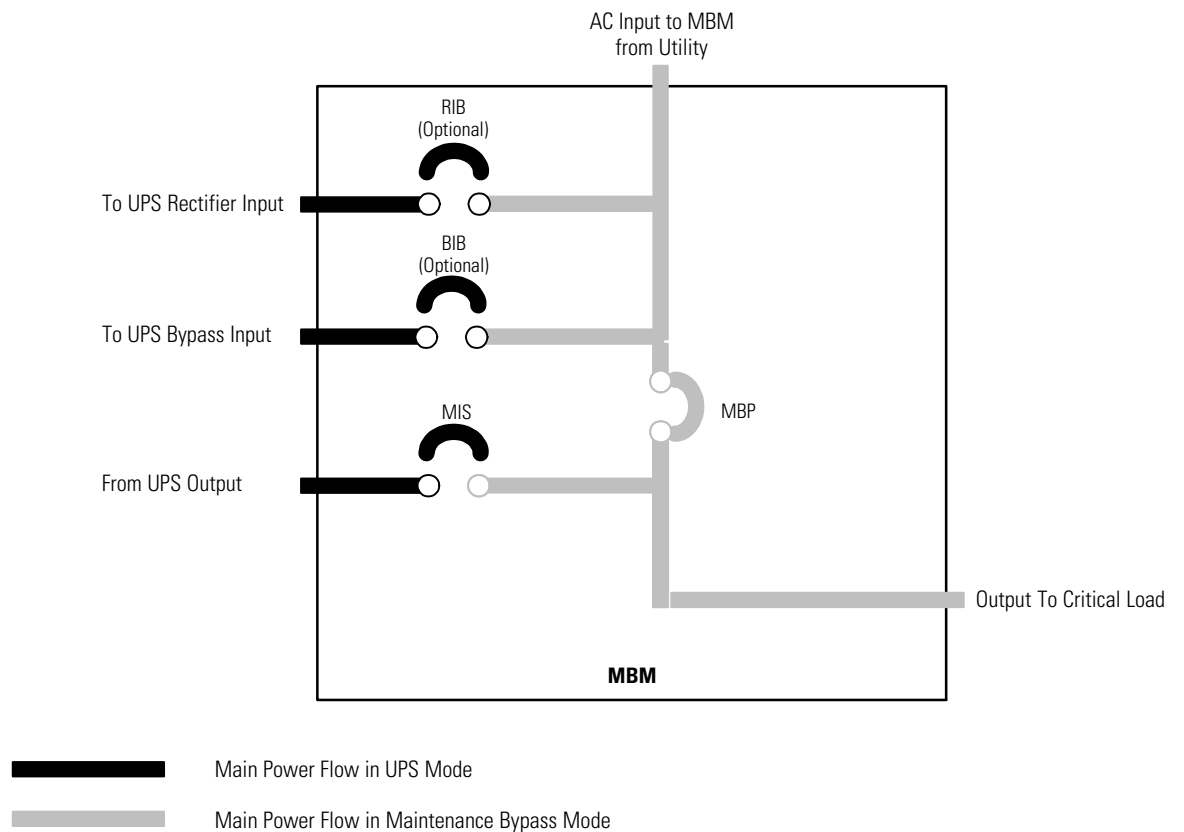 AC Input to MBM
from Utility
RIB
(Optional)
To UPS Rectifier Input
BIB
(Optional)
To UPS Bypass Input
MBP
MIS
From UPS Output
Output To Critical Load
MBM
Main Power Flow in UPS Mode
Main Power Flow in Maintenance Bypass Mode